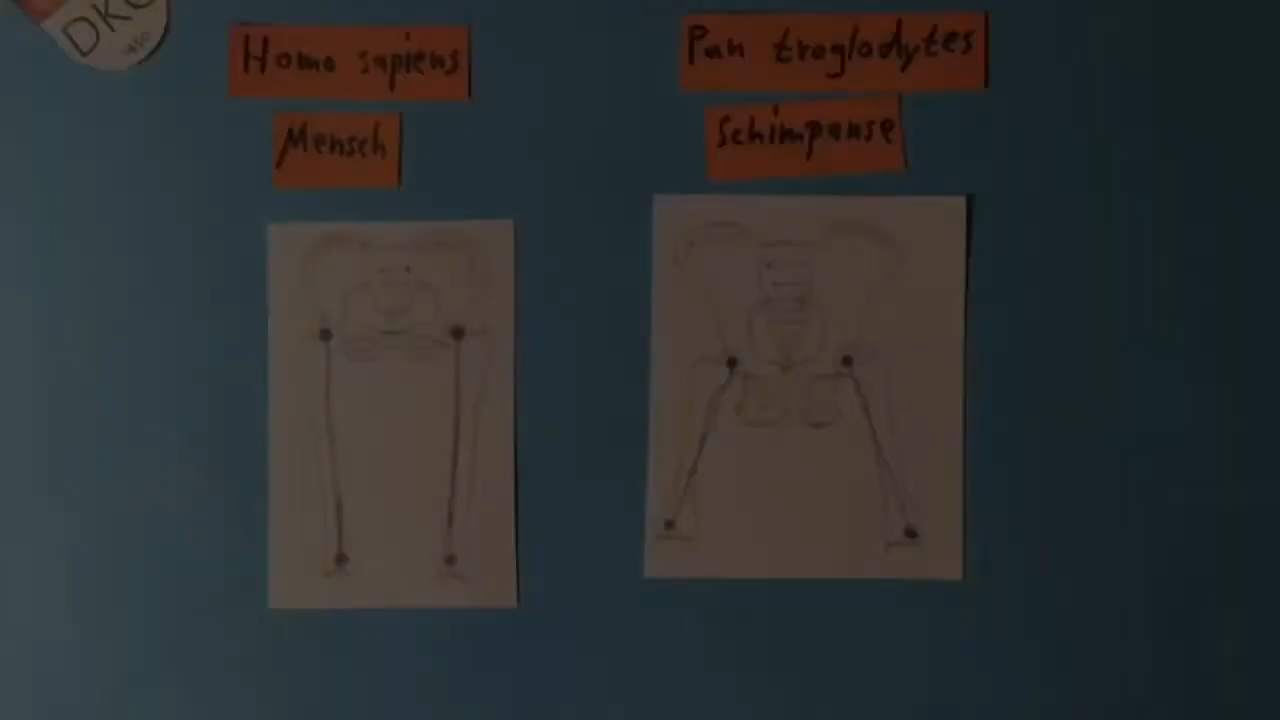 Homo sapiens
Mensch
Pan troglodytes
Schimpanse